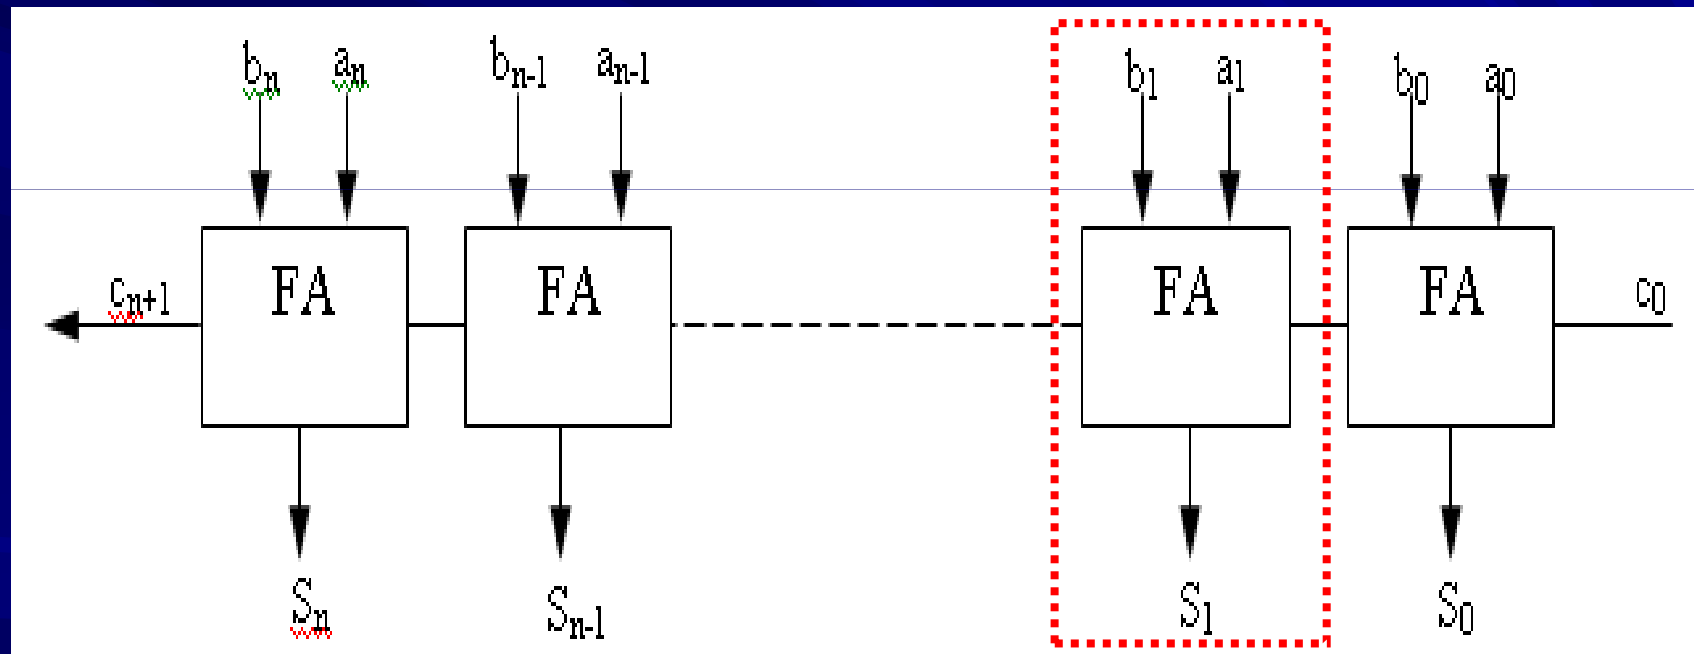 bn an bn-1 an-1 b1 a1 b0 a0
cn+1 FA FA FA FA c0
Sn Sn-1 S1 S0